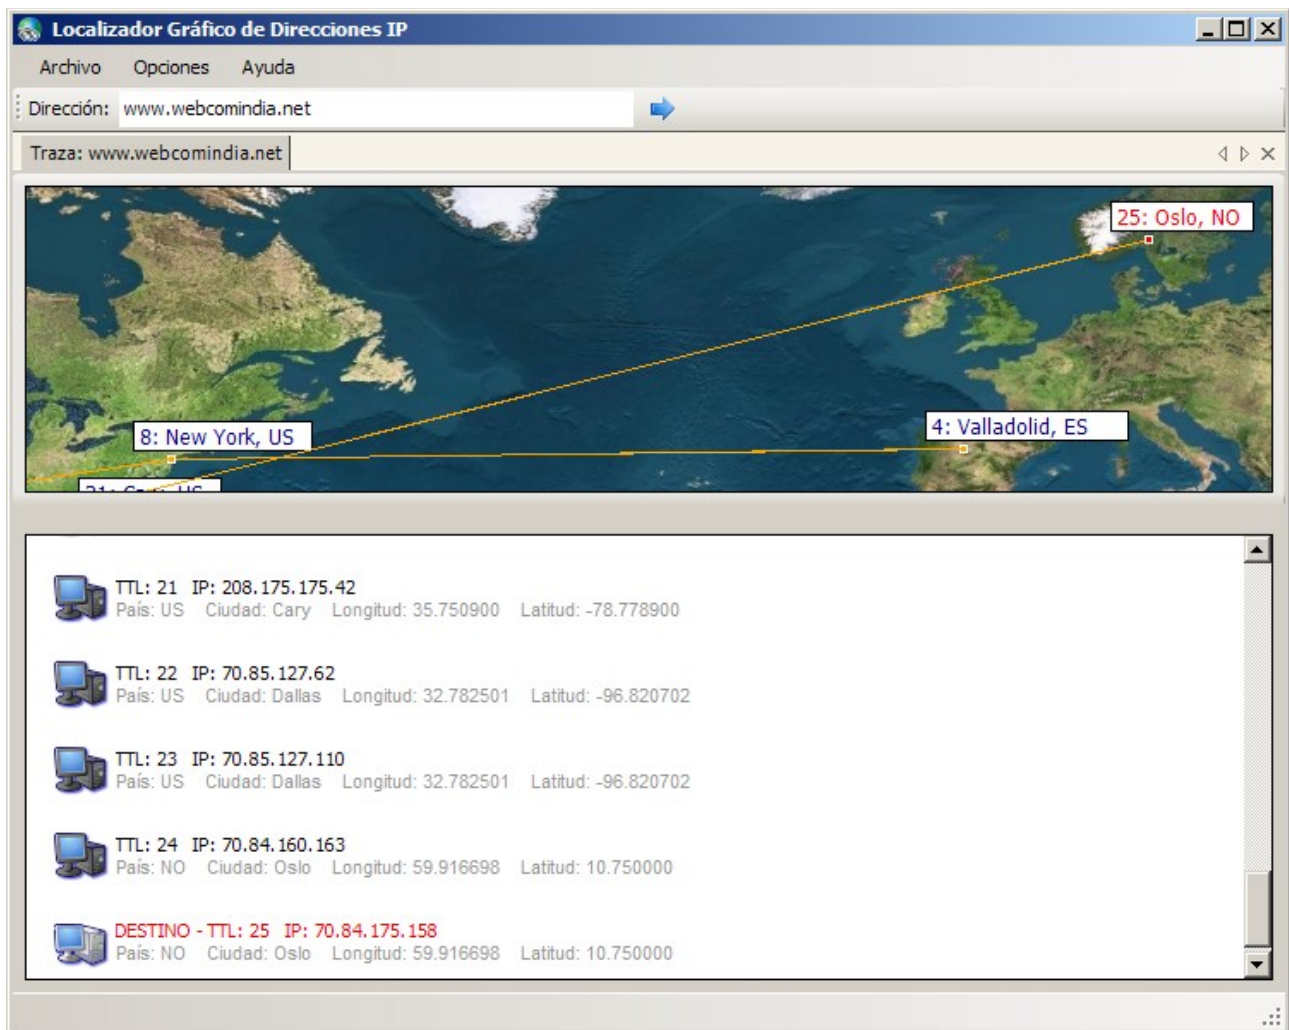 Localizador Gráfico de Direcciones IP
Archivo Opciones Ayuda
Dirección: www.webcomindia.net
Traza: www.webcomindia.net
25: Oslo, NO
4: Valladolid, ES
8: New York, US
21: Cary, US
TTL: 21 IP: 208.175.175.42
País: US Ciudad: Cary Longitud: 35.750900 Latitud: -78.778900
TTL: 22 IP: 70.85.127.62
País: US Ciudad: Dallas Longitud: 32.782501 Latitud: -96.820702
TTL: 23 IP: 70.85.127.110
País: US Ciudad: Dallas Longitud: 32.782501 Latitud: -96.820702
TTL: 24 IP: 70.84.160.163
País: NO Ciudad: Oslo Longitud: 59.916698 Latitud: 10.750000
DESTINO - TTL: 25 IP: 70.84.175.158
País: NO Ciudad: Oslo Longitud: 59.916698 Latitud: 10.750000